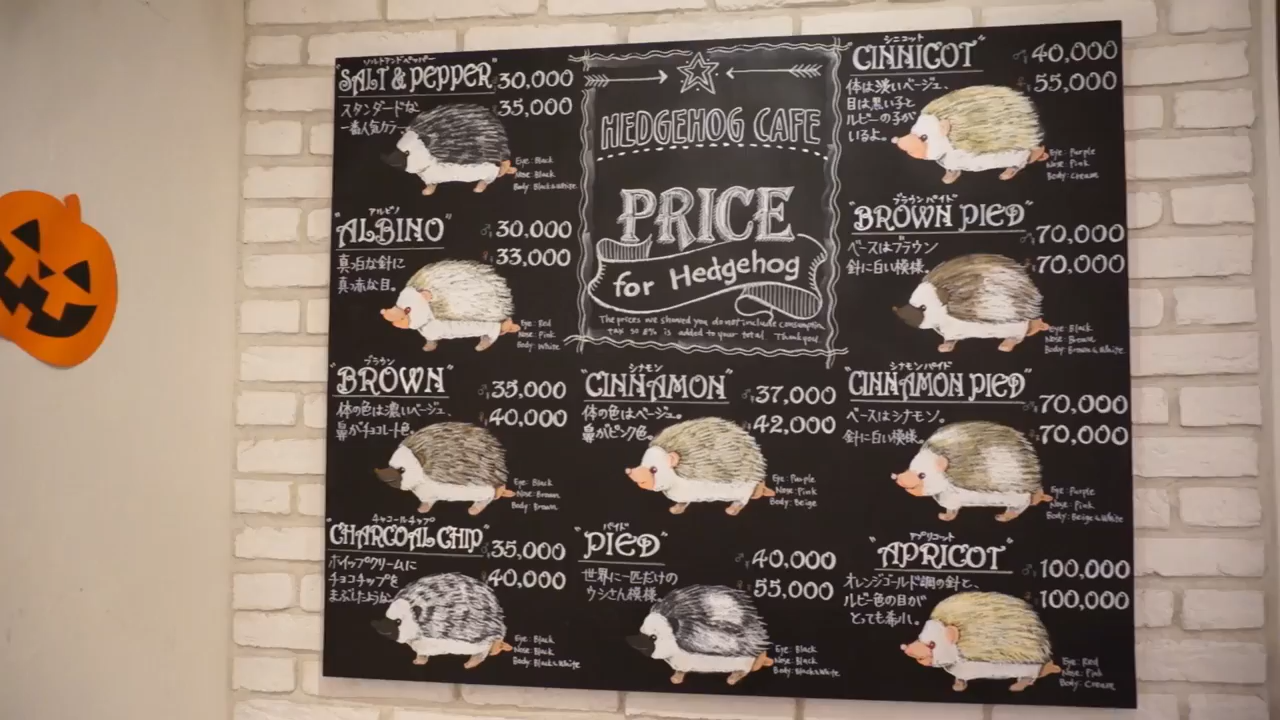 ソルトアンドペッパー
"SALT & PEPPER"
♂ 30,000
♀ 35,000
スタンダードな
一番人気カラー
Eye: Black
Nose: Black
Body: Black & White
HEDGEHOG CAFE
PRICE
for Hedgehog
The prices we showed you do not include consumption
tax so 8% is added to your total. Thank you.
シニコット
"CINNICOT"
♂ 40,000
♀ 55,000
体は濃いベージュ、
目は黒い子と
ルビーの子が
いるよ。
Eye: Purple
Nose: Pink
Body: Cream
アルビノ
"ALBINO"
♂ 30,000
♀ 33,000
真っ白な針に
真っ赤な目。
Eye: Red
Nose: Pink
Body: White
ブラウンパイド
"BROWN PIED"
♂ 70,000
♀ 70,000
ベースはブラウン
針に白い模様。
Eye: Black
Nose: Brown
Body: Brown & White
ブラウン
"BROWN"
♂ 35,000
♀ 40,000
体の色は濃いベージュ、
鼻がチョコレート色。
Eye: Black
Nose: Brown
Body: Brown
シナモン
"CINNAMON"
♂ 37,000
♀ 42,000
体の色はベージュ。
鼻がピンク色。
Eye: Purple
Nose: Pink
Body: Beige
シナモンパイド
"CINNAMON PIED"
♂ 70,000
♀ 70,000
ベースはシナモン。
針に白い模様。
Eye: Purple
Nose: Pink
Body: Beige & White
チャコールチップ
"CHARCOAL CHIP"
♂ 35,000
♀ 40,000
ホイップクリームに
チョコチップを
まぶしたような
Eye: Black
Nose: Black
Body: Black & White
パイド
"PIED"
♂ 40,000
♀ 55,000
世界に一匹だけの
ウシさん模様。
Eye: Black
Nose: Black
Body: Black & White
アプリコット
"APRICOT"
♂ 100,000
♀ 100,000
オレンジゴールド調の針と、
ルビー色の目が
とっても希少。
Eye: Red
Nose: Pink
Body: Cream